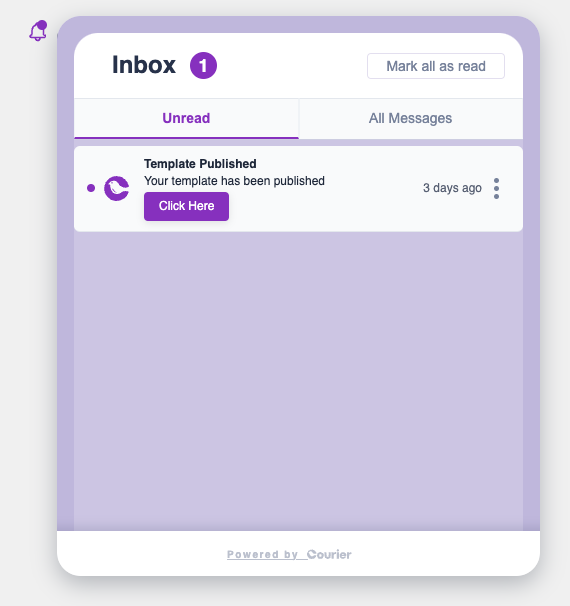 Inbox 1
Mark all as read
Unread
All Messages
Template Published
Your template has been published
3 days ago
Click Here
Powered by Courier